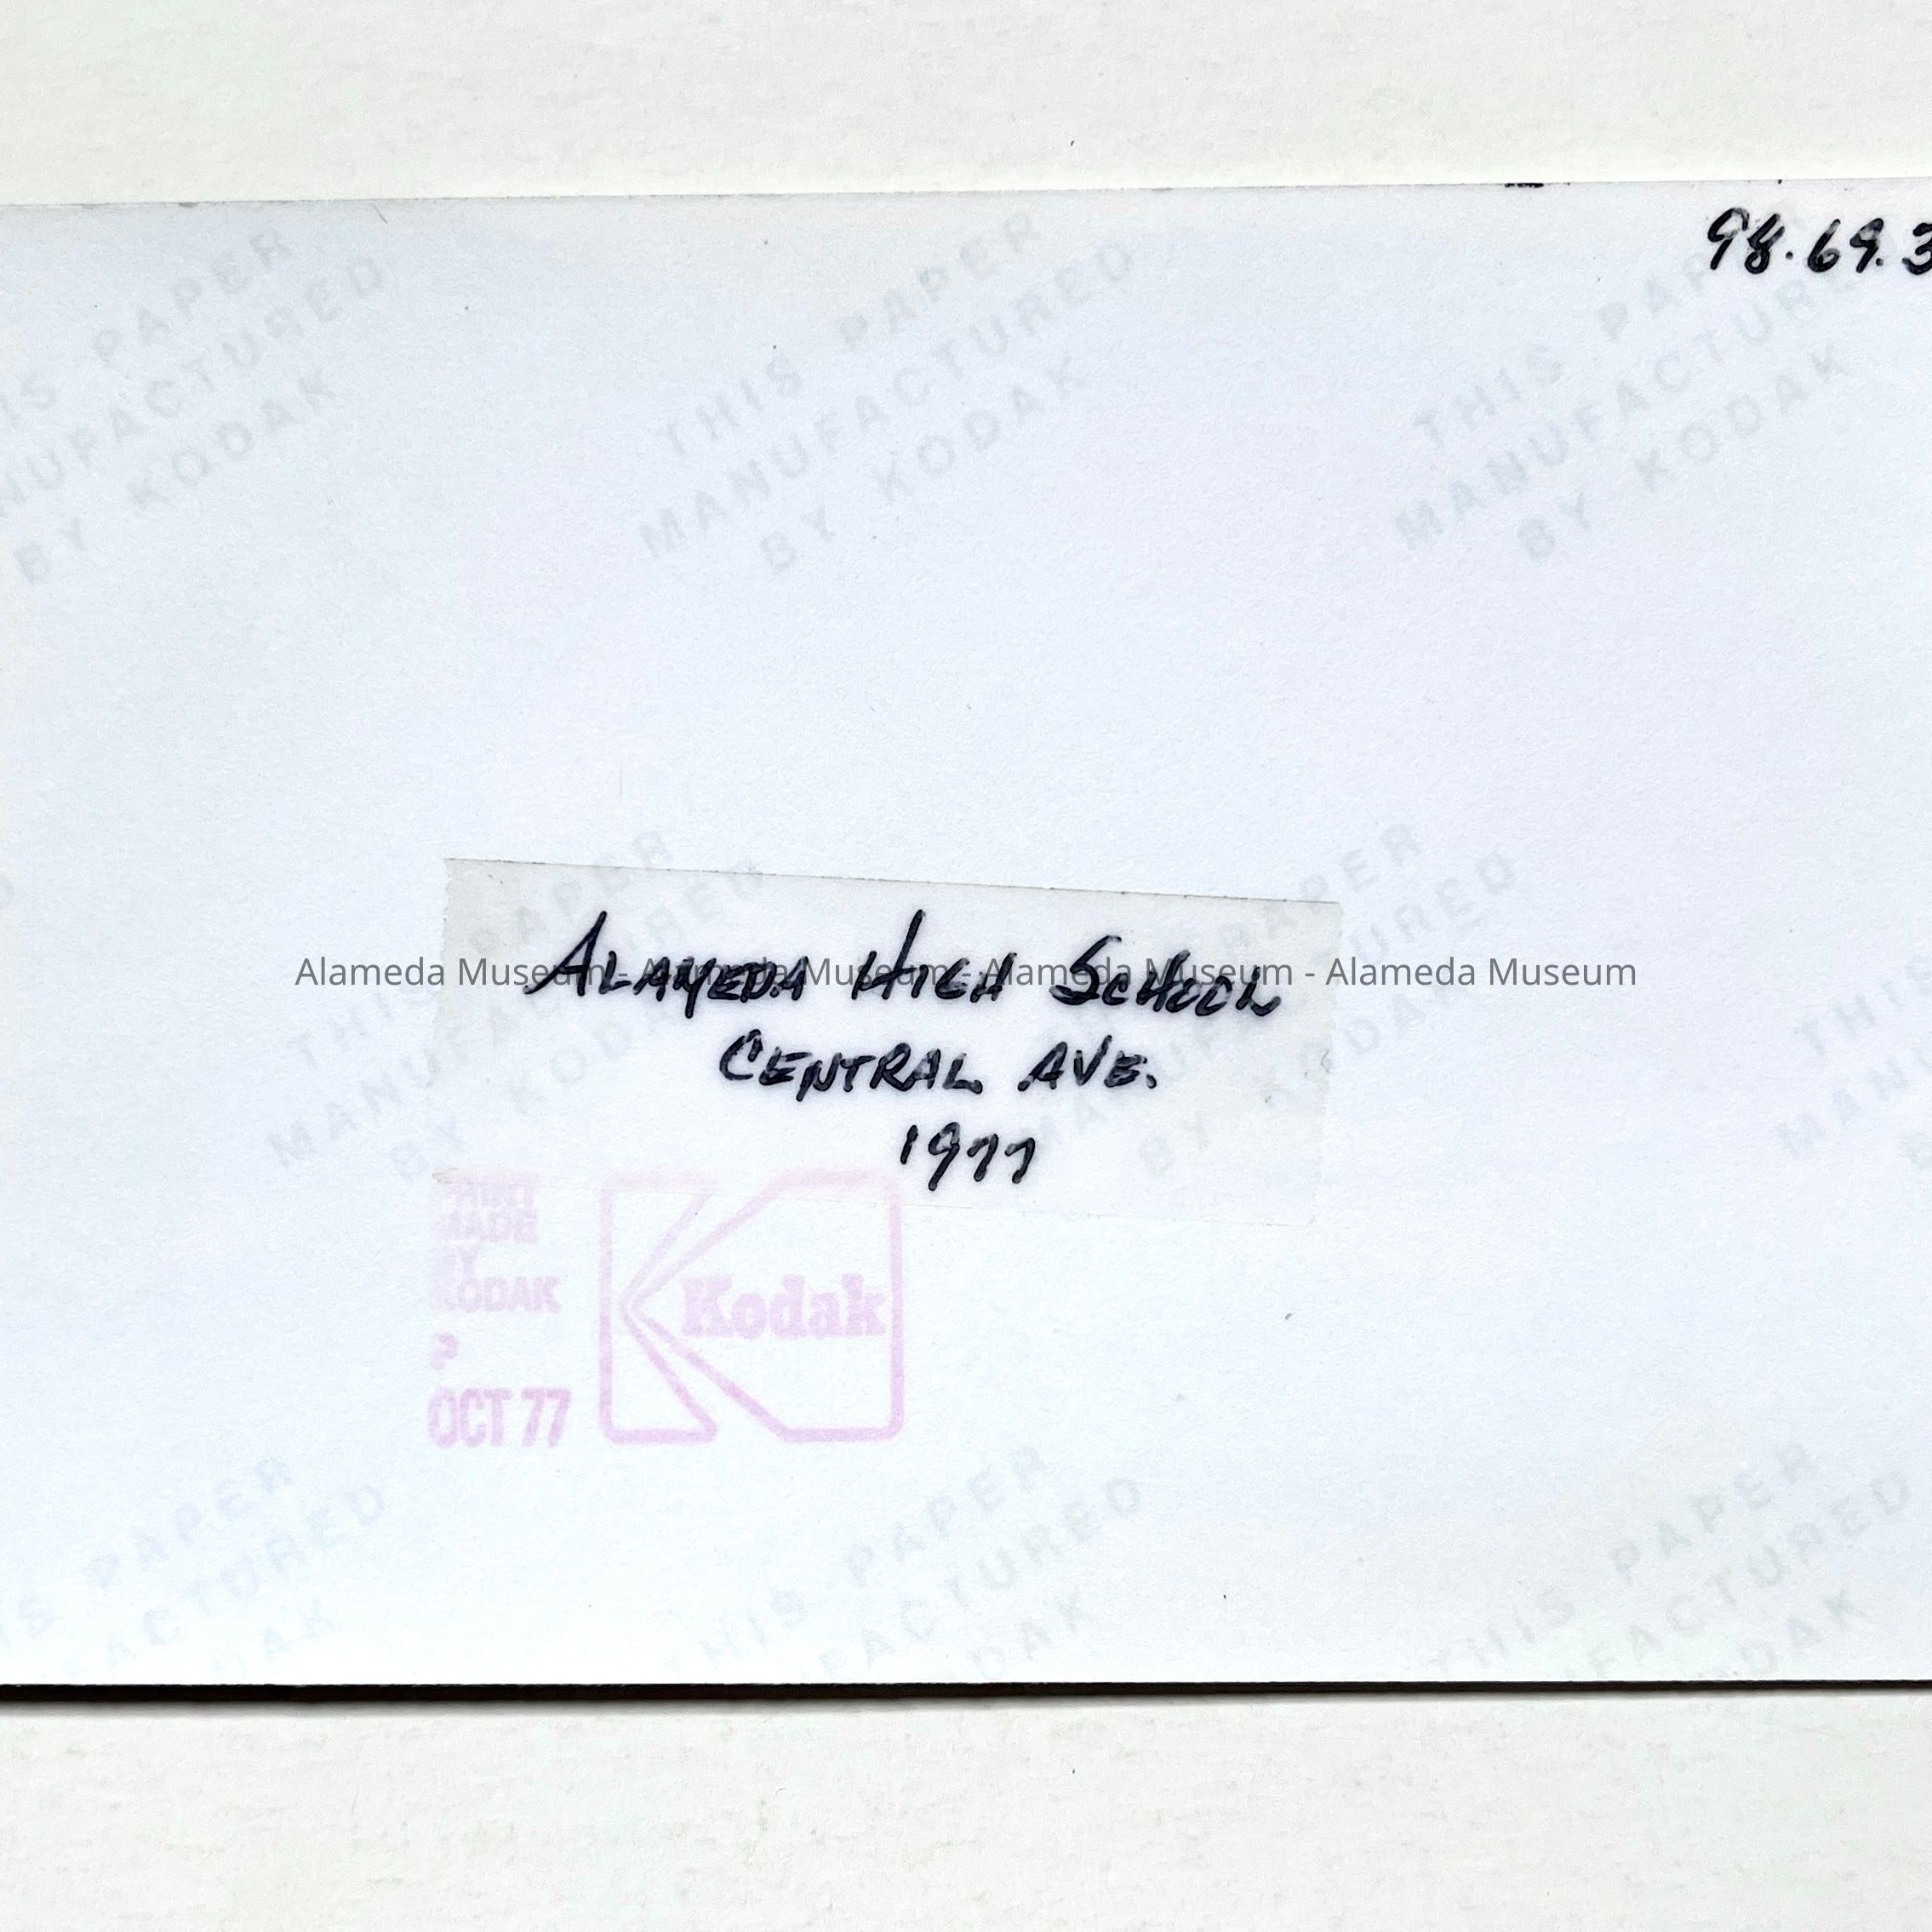 98.69.3
THIS PAPER
MANUFACTURED
BY KODAK
Alameda Museum - Alameda Museum - Alameda Museum - Alameda Museum
ALAMEDA HIGH SCHOOL
CENTRAL AVE.
1977
PRINT
MADE
BY
KODAK
P
OCT 77
Kodak